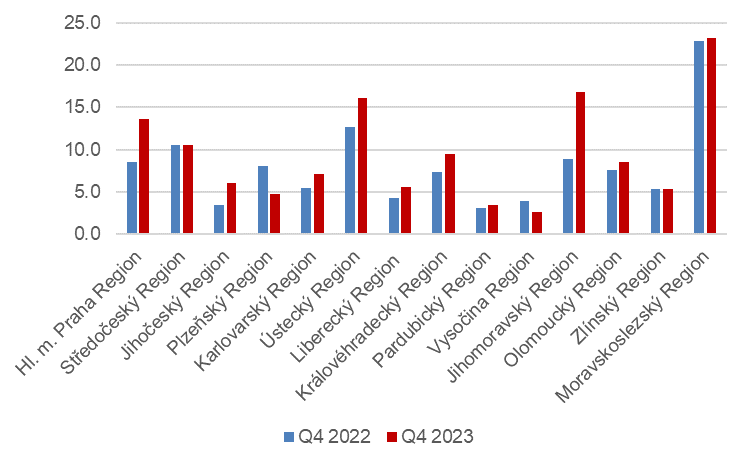 25.0
20.0
15.0
10.0
5.0
0.0
Hl. m. Praha Region
Středočeský Region
Jihočeský Region
Plzeňský Region
Karlovarský Region
Ústecký Region
Liberecký Region
Královéhradecký Region
Pardubický Region
Vysočina Region
Jihomoravský Region
Olomoucký Region
Zlínský Region
Moravskoslezský Region
Q4 2022
Q4 2023